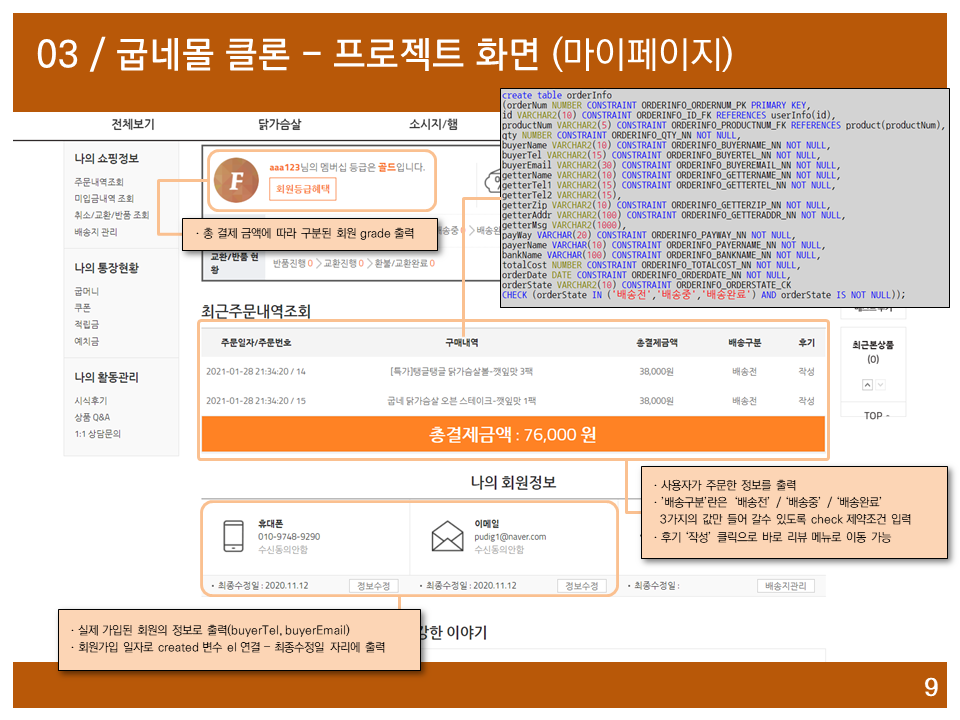 03 / 굽네몰 클론 – 프로젝트 화면 (마이페이지)
전체보기
닭가슴살
소시지/햄
create table orderInfo
(orderNum NUMBER CONSTRAINT ORDERINFO_ORDERNUM_PK PRIMARY KEY,
id VARCHAR2(10) CONSTRAINT ORDERINFO_ID_FK REFERENCES userInfo(id),
productNum VARCHAR2(5) CONSTRAINT ORDERINFO_PRODUCTNUM_FK REFERENCES product(productNum),
qty NUMBER CONSTRAINT ORDERINFO_QTY_NN NOT NULL,
buyerName VARCHAR2(10) CONSTRAINT ORDERINFO_BUYERNAME_NN NOT NULL,
buyerTel VARCHAR2(15) CONSTRAINT ORDERINFO_BUYERTEL_NN NOT NULL,
buyerEmail VARCHAR2(30) CONSTRAINT ORDERINFO_BUYEREMAIL_NN NOT NULL,
getterName VARCHAR2(10) CONSTRAINT ORDERINFO_GETTERNAME_NN NOT NULL,
getterTel1 VARCHAR2(15) CONSTRAINT ORDERINFO_GETTERTEL_NN NOT NULL,
getterTel2 VARCHAR2(15),
getterZip VARCHAR2(10) CONSTRAINT ORDERINFO_GETTERZIP_NN NOT NULL,
getterAddr VARCHAR2(100) CONSTRAINT ORDERINFO_GETTERADDR_NN NOT NULL,
getterMsg VARCHAR2(1000),
payWay VARCHAR(20) CONSTRAINT ORDERINFO_PAYWAY_NN NOT NULL,
payerName VARCHAR(10) CONSTRAINT ORDERINFO_PAYERNAME_NN NOT NULL,
bankName VARCHAR(100) CONSTRAINT ORDERINFO_BANKNAME_NN NOT NULL,
totalCost NUMBER CONSTRAINT ORDERINFO_TOTALCOST_NN NOT NULL,
orderDate DATE CONSTRAINT ORDERINFO_ORDERDATE_NN NOT NULL,
orderState VARCHAR2(10) CONSTRAINT ORDERINFO_ORDERSTATE_CK
CHECK (orderState IN ('배송전','배송중','배송완료') AND orderState IS NOT NULL));
나의 쇼핑정보
주문내역조회
미입금내역 조회
취소/교환/반품 조회
배송지 관리
나의 통장현황
굽머니
쿠폰
적립금
예치금
나의 활동관리
시식후기
상품 Q&A
1:1 상담문의
F
aaa123님의 멤버십 등급은 골드입니다.
회원등급혜택
· 총 결제 금액에 따라 구분된 회원 grade 출력
배송중 0
교환/반품 현황
반품진행 0 > 교환진행 0 > 환불/교환완료 0
최근주문내역조회
주문일자/주문번호 구매내역 총결제금액 배송구분 후기
2021-01-28 21:34:20 / 14 [특가]탱글탱글 닭가슴살볼-깻잎맛 3팩 38,000원 배송전 작성
2021-01-28 21:34:20 / 15 굽네 닭가슴살 오븐 스테이크-깻잎맛 1팩 38,000원 배송전 작성
총결제금액 : 76,000 원
최근본상품
(0)
TOP -
나의 회원정보
· 사용자가 주문한 정보를 출력
· '배송구분'란은 ‘배송전’ / ‘배송중’ / ‘배송완료’
3가지의 값만 들어 갈수 있도록 check 제약조건 입력
· 후기 ‘작성’ 클릭으로 바로 리뷰 메뉴로 이동 가능
휴대폰
010-9748-9290
수신동의안함
이메일
pudig1@naver.com
수신동의안함
· 최종수정일 : 2020.11.12 정보수정
· 최종수정일 : 2020.11.12 정보수정
· 최종수정일 : 배송지관리
· 실제 가입된 회원의 정보로 출력(buyerTel, buyerEmail)
· 회원가입 일자로 created 변수 el 연결 – 최종수정일 자리에 출력
강한 이야기
9